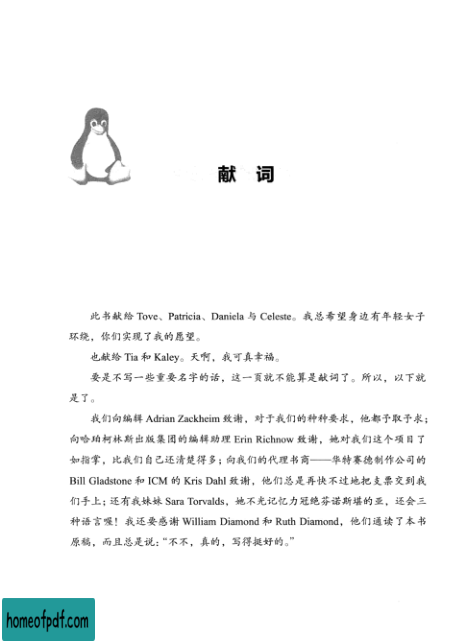 献 词
此书献给 Tove、Patricia、Daniela 与 Celeste。我总希望身边有年轻女子
环绕，你们实现了我的愿望。
也献给 Tia 和 Kaley。天啊，我可真幸福。
要是不写一些重要名字的话，这一页就不能算是献词了。所以，以下就
是了。
我们向编辑 Adrian Zackheim 致谢，对于我们的种种要求，他都予取予求；
向哈珀柯林斯出版集团的编辑助理 Erin Richnow 致谢，她对我们这个项目了
如指掌，比我们自己还清楚得多；向我们的代理书商——华特赛德制作公司的
Bill Gladstone 和 ICM 的 Kris Dahl 致谢，他们总是再快不过地把支票交到我
们手上；还有我妹妹 Sara Torvalds，她不光记忆力冠绝芬诺斯堪的亚，还会三
种语言喔！我还要感谢 William Diamond 和 Ruth Diamond，他们通读了本书
原稿，而且总是说：“不不，真的，写得挺好的。”
homeofpdf.com